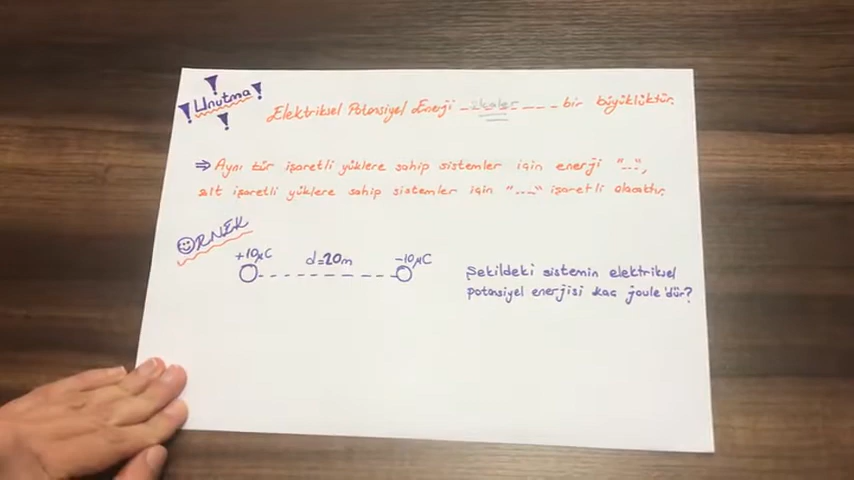 Unutma
Elektriksel Potansiyel Enerji _skaler_ _ _ bir büyüklüktür.
⇒ Aynı tür işaretli yüklere sahip sistemler için enerji "_._",
zıt işaretli yüklere sahip sistemler için "_ _ _" işaretli olacaktır.
ÖRNEK
+10μC d=20m -10μC
Şekildeki sistemin elektriksel
potansiyel enerjisi kaç joule'dür?